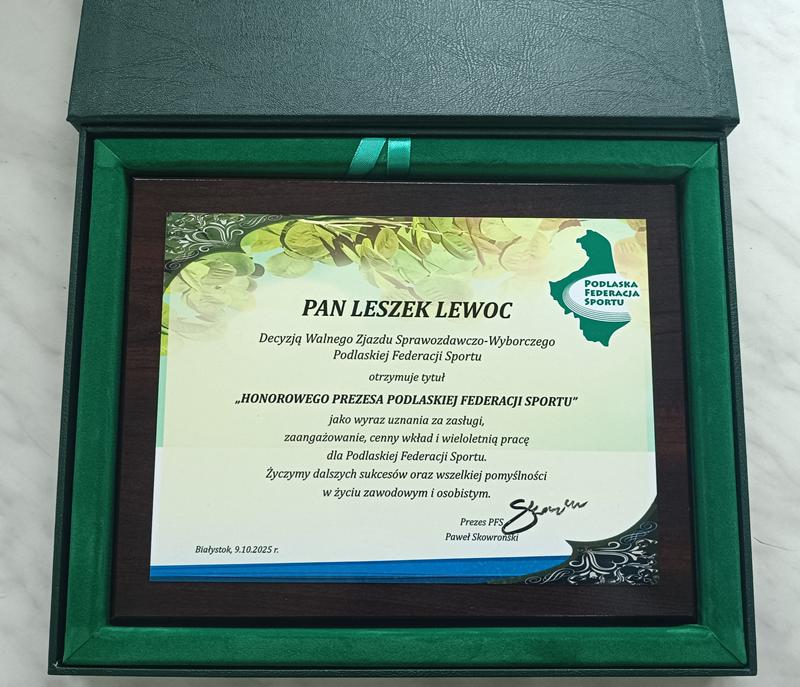 PODLASKA
FEDERACJA
SPORTU
PAN LESZEK LEWOC
Decyzją Walnego Zjazdu Sprawozdawczo-Wyborczego
Podlaskiej Federacji Sportu
otrzymuje tytuł
„HONOROWEGO PREZESA PODLASKIEJ FEDERACJI SPORTU”
jako wyraz uznania za zasługi,
zaangażowanie, cenny wkład i wieloletnią pracę
dla Podlaskiej Federacji Sportu.
Życzymy dalszych sukcesów oraz wszelkiej pomyślności
w życiu zawodowym i osobistym.
Prezes PFS
Paweł Skowroński
Białystok, 9.10.2025 r.